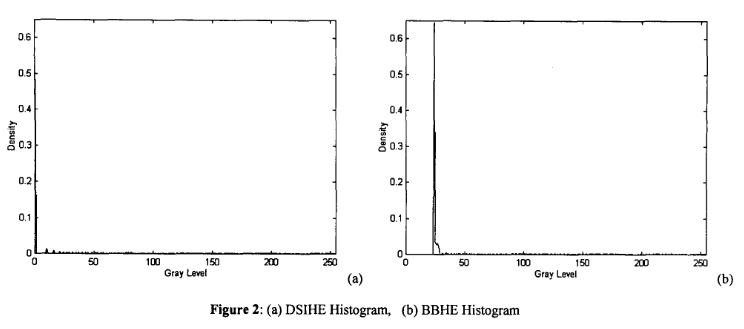 0.6
0.5
0.4
0.3
0.2
0.1
0
Density
0 50 100 150 200 250
Gray Level
(a)
0.6
0.5
0.4
0.3
0.2
0.1
0
Density
0 50 100 150 200 250
Gray Level
(b)
Figure 2: (a) DSIHE Histogram, (b) BBHE Histogram